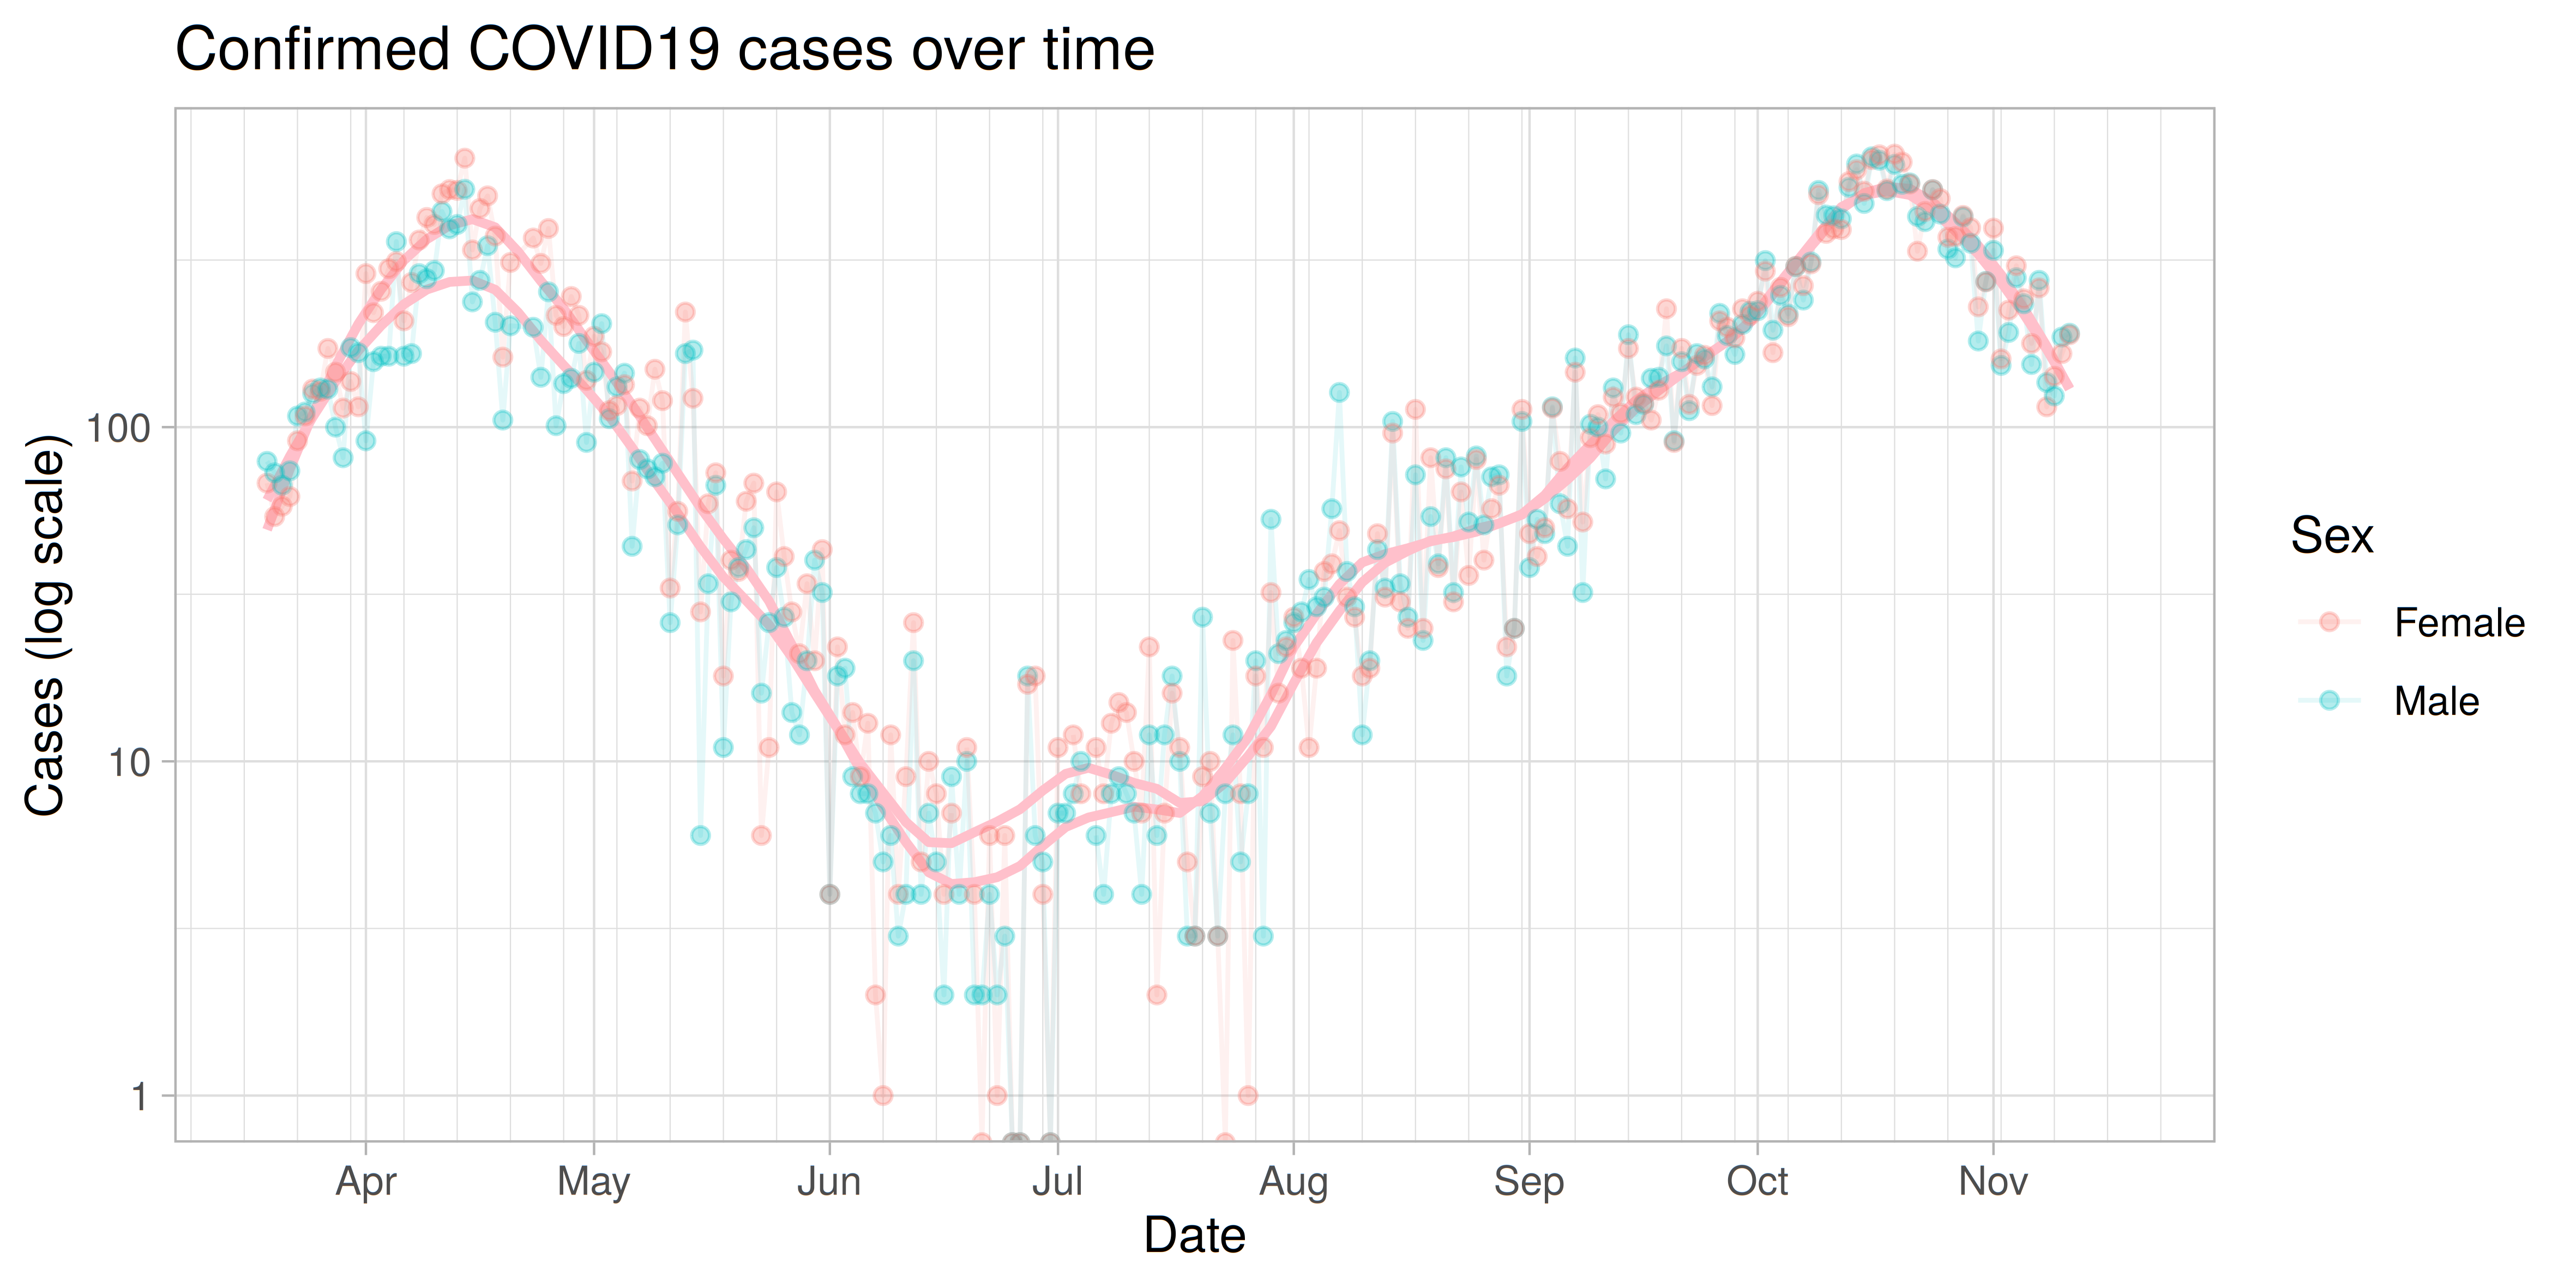 Confirmed COVID19 cases over time
Cases (log scale)
100
10
1
Apr May Jun Jul Aug Sep Oct Nov
Date
Sex
Female
Male